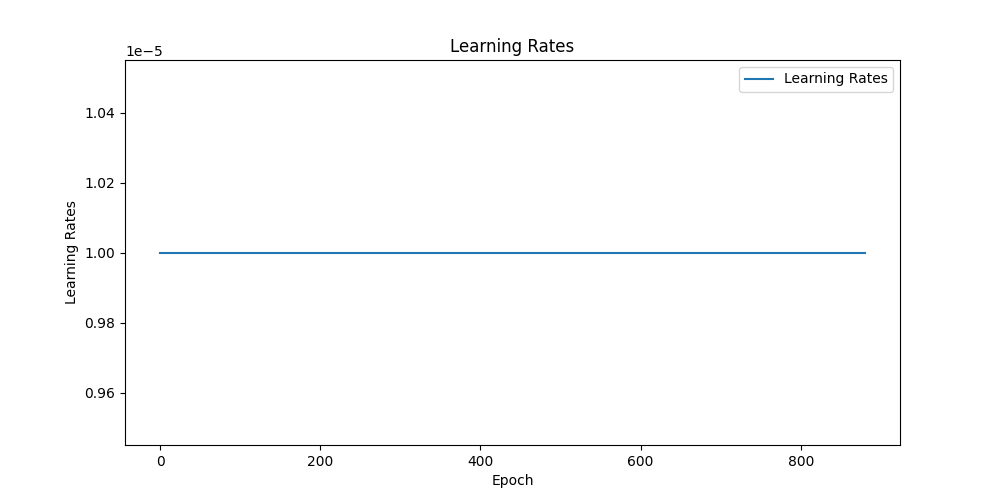 Learning Rates
1e−5
Learning Rates
1.04
1.02
1.00
0.98
0.96
Learning Rates
0
200
400
600
800
Epoch